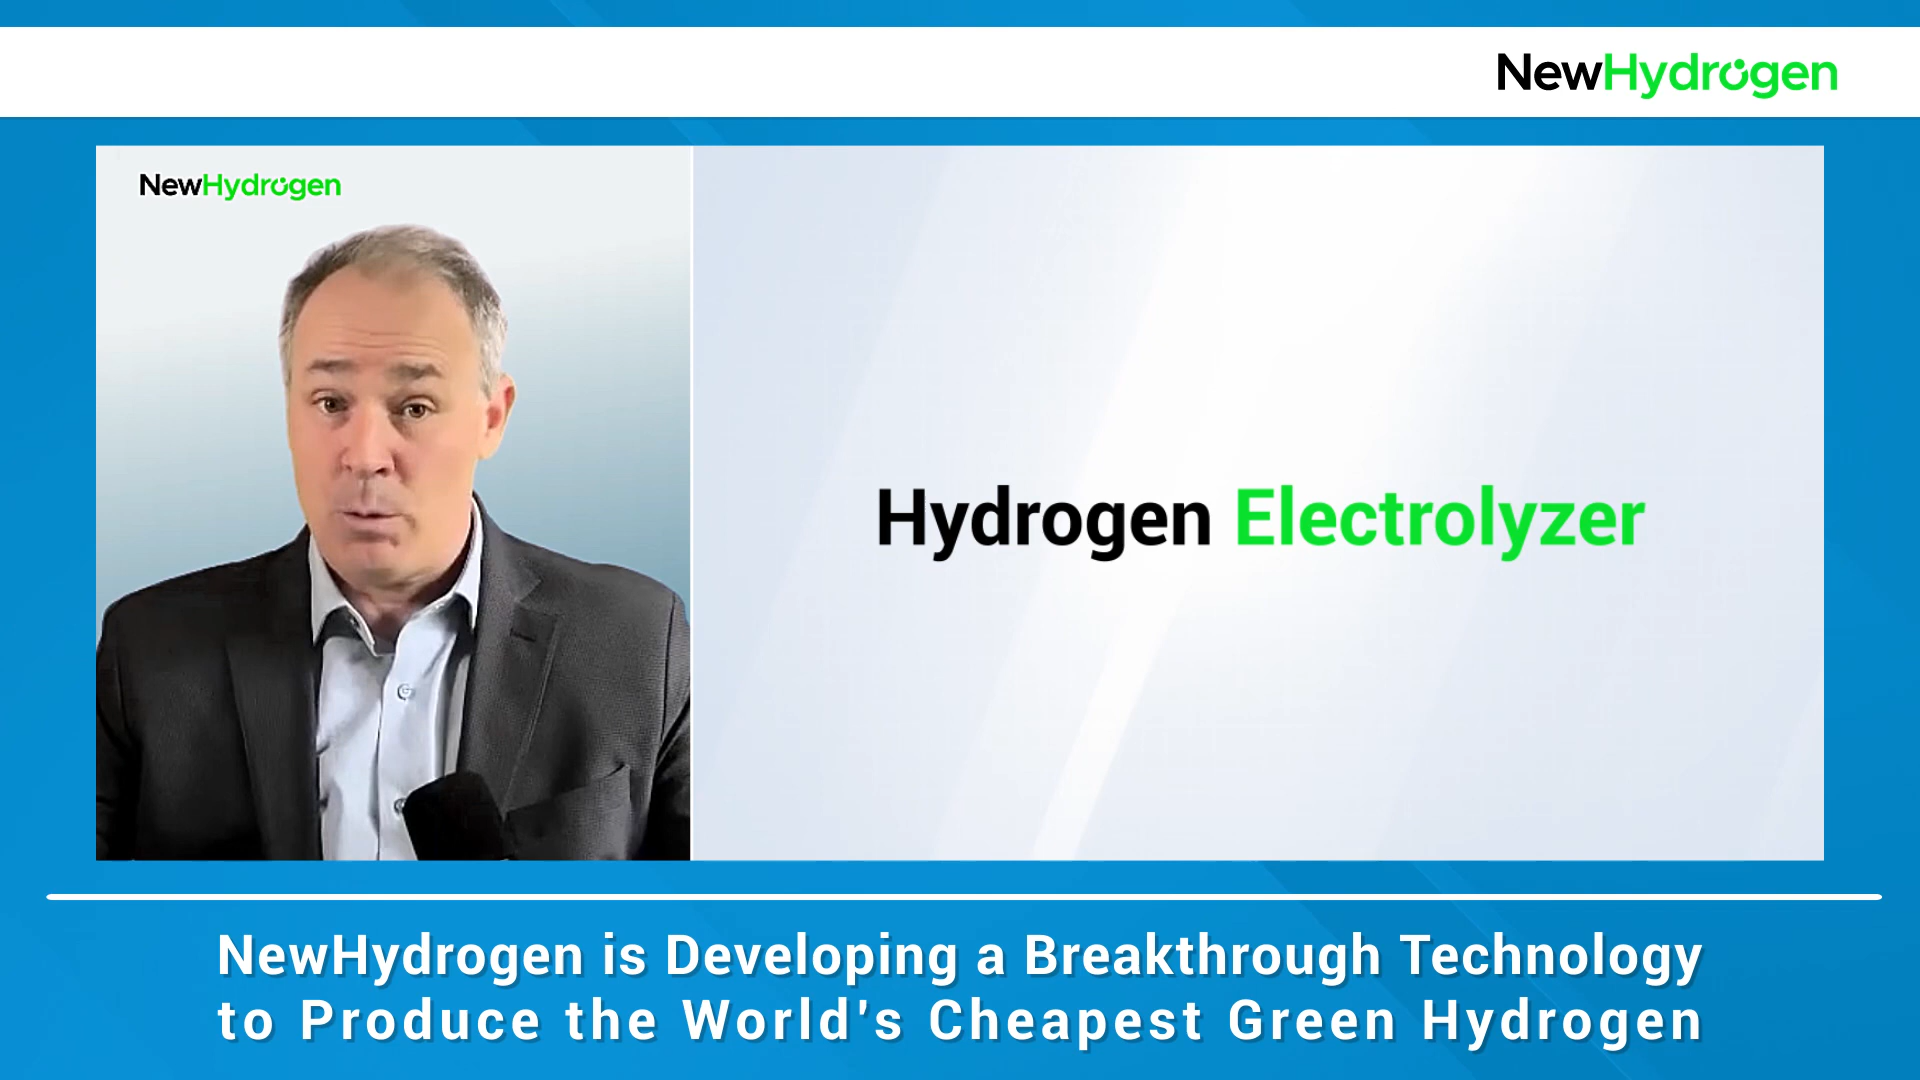 NewHydrogen
NewHydrogen
Hydrogen Electrolyzer
NewHydrogen is Developing a Breakthrough Technology
to Produce the World's Cheapest Green Hydrogen